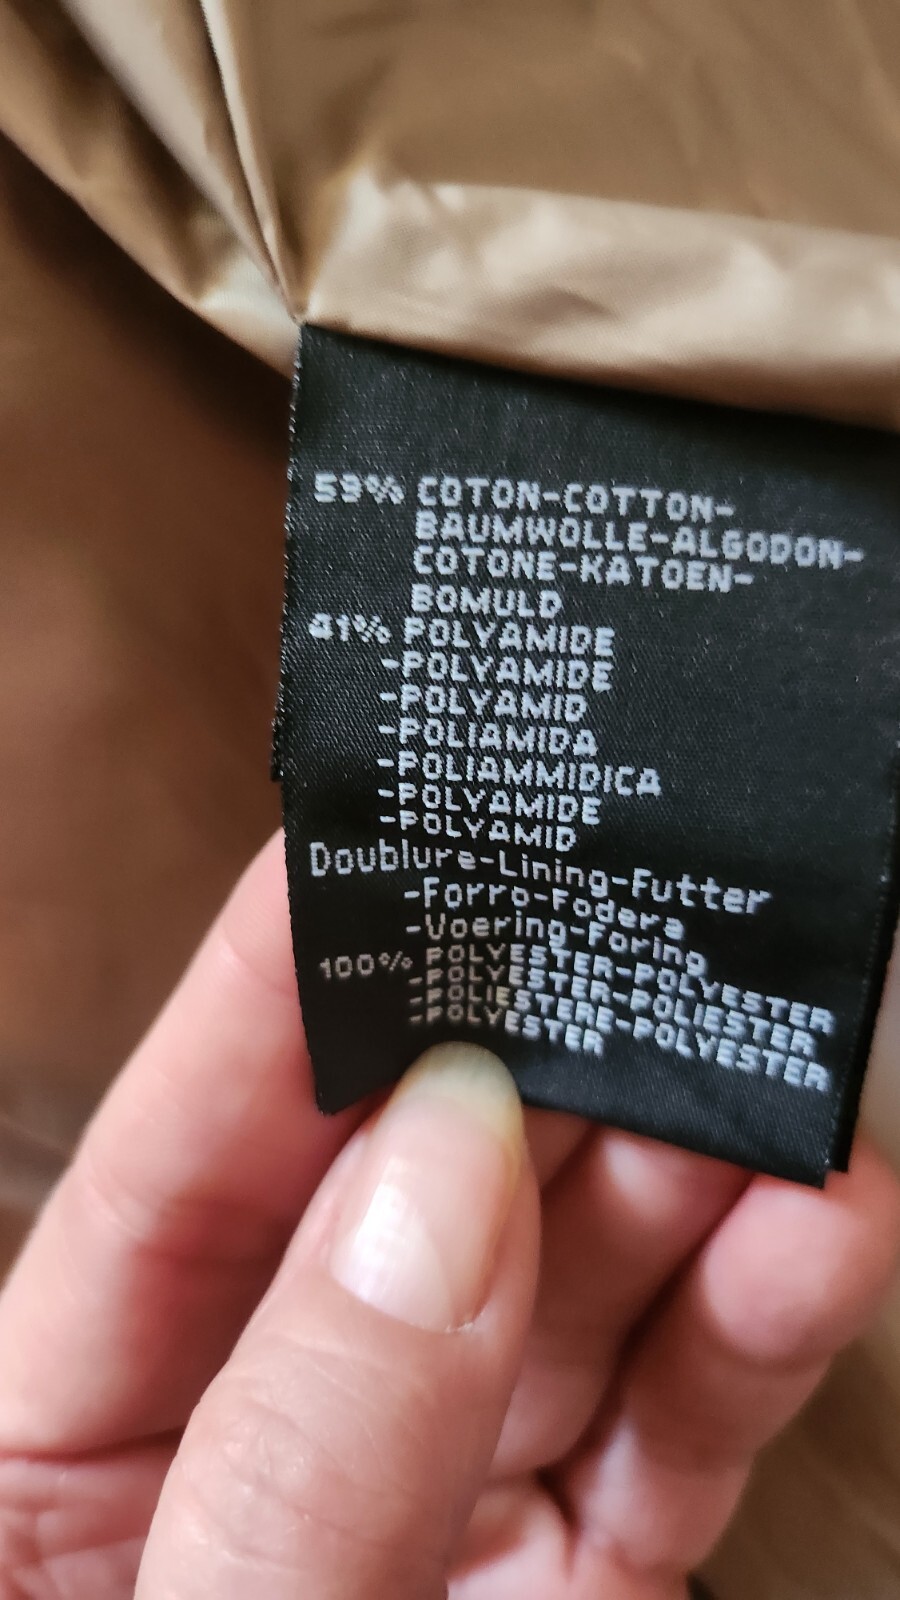 59% COTON-COTTON-
BAUMWOLLE-ALGODON-
COTONE-KATOEN-
BOMULD
41% POLYAMIDE
-POLYAMIDE
-POLYAMID
-POLIAMIDA
-POLIAMMIDICA
-POLYAMIDE
-POLYAMID
Doublure-Lining-Futter
-Forro-Fodera
-Voering-Foring
100% POLYESTER-POLYESTER
-POLYESTER-POLIESTER
-POLIESTERE-POLYESTER
-POLYESTER